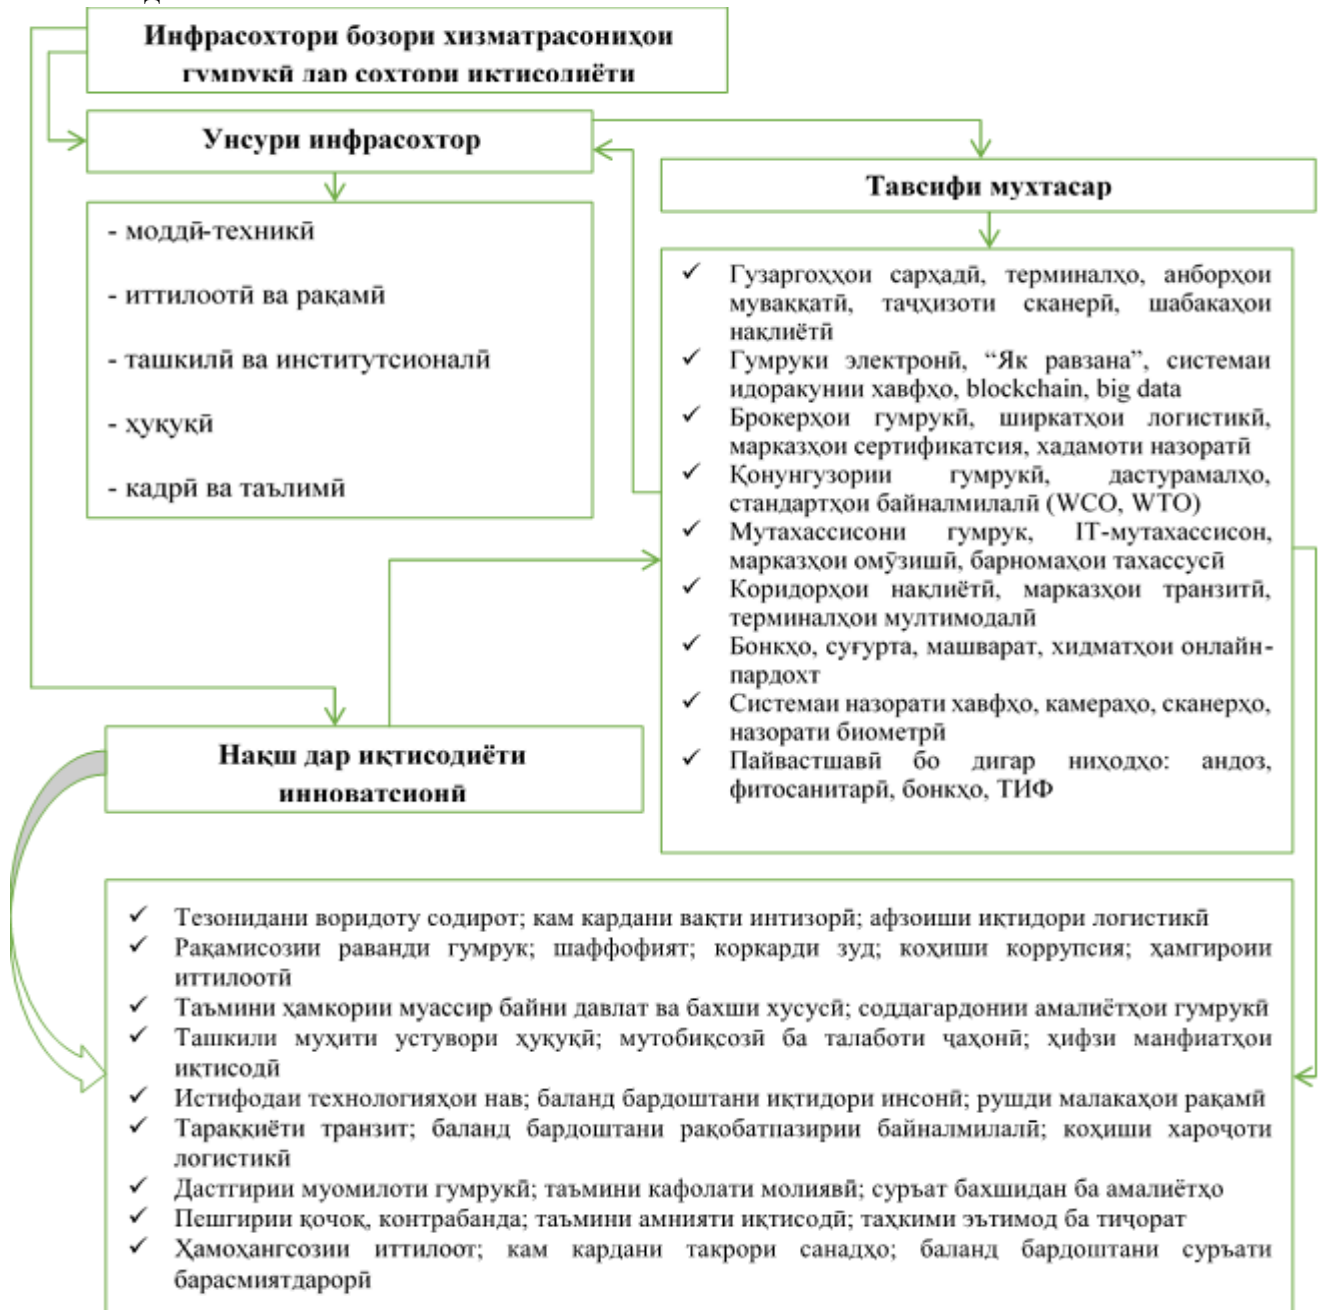 Инфрасохтори бозори хизматрасониҳои
гумрукӣ дар сохтори иқтисодиёти
Унсури инфрасохтор
Тавсифи мухтасар
- моддӣ-техникӣ
- иттилоотӣ ва рақамӣ
- ташкилӣ ва институтсионалӣ
- ҳуқуқӣ
- кадрӣ ва таълимӣ
✓ Гузаргоҳҳои сарҳадӣ, терминалҳо, анборҳои
муваққатӣ, таҷҳизоти сканерӣ, шабакаҳои
нақлиётӣ
✓ Гумруки электронӣ, “Як равзана”, системаи
идоракунии хавфҳо, blockchain, big data
✓ Брокерҳои гумрукӣ, ширкатҳои логистикӣ,
марказҳои сертификатсия, хадамоти назоратӣ
✓ Қонунгузории гумрукӣ, дастурамалҳо,
стандартҳои байналмилалӣ (WCO, WTO)
✓ Мутахассисони гумрук, IT-мутахассисон,
марказҳои омӯзишӣ, барномаҳои тахассусӣ
✓ Коридорҳои нақлиётӣ, марказҳои транзитӣ,
терминалҳои мултимодалӣ
✓ Бонкҳо, суғурта, машварат, хидматҳои онлайн-
пардохт
✓ Системаи назорати хавфҳо, камераҳо, сканерҳо,
назорати биометрӣ
✓ Пайвастшавӣ бо дигар ниҳодҳо: андоз,
фитосанитарӣ, бонкҳо, ТИФ
Нақш дар иқтисодиёти
инноватсионӣ
✓ Тезонидани воридоту содирот; кам кардани вақти интизорӣ; афзоиши иқтидори логистикӣ
✓ Рақамисозии раванди гумрук; шаффофият; коркарди зуд; коҳиши коррупсия; ҳамгироии
иттилоотӣ
✓ Таъмини ҳамкории муассир байни давлат ва бахши хусусӣ; соддагардонии амалиётҳои гумрукӣ
✓ Ташкили муҳити устувори ҳуқуқӣ; мутобиқсозӣ ба талаботи ҷаҳонӣ; ҳифзи манфиатҳои
иқтисодӣ
✓ Истифодаи технологияҳои нав; баланд бардоштани иқтидори инсонӣ; рушди малакаҳои рақамӣ
✓ Тараққиёти транзит; баланд бардоштани рақобатпазирии байналмилалӣ; коҳиши хароҷоти
логистикӣ
✓ Дастгирии муомилоти гумрукӣ; таъмини кафолати молиявӣ; суръат бахшидан ба амалиётҳо
✓ Пешгирии қочоқ, контрабанда; таъмини амнияти иқтисодӣ; таҳкими эътимод ба тиҷорат
✓ Ҳамоҳангсозии иттилоот; кам кардани такрори санадҳо; баланд бардоштани суръати
барасмиятдарорӣ